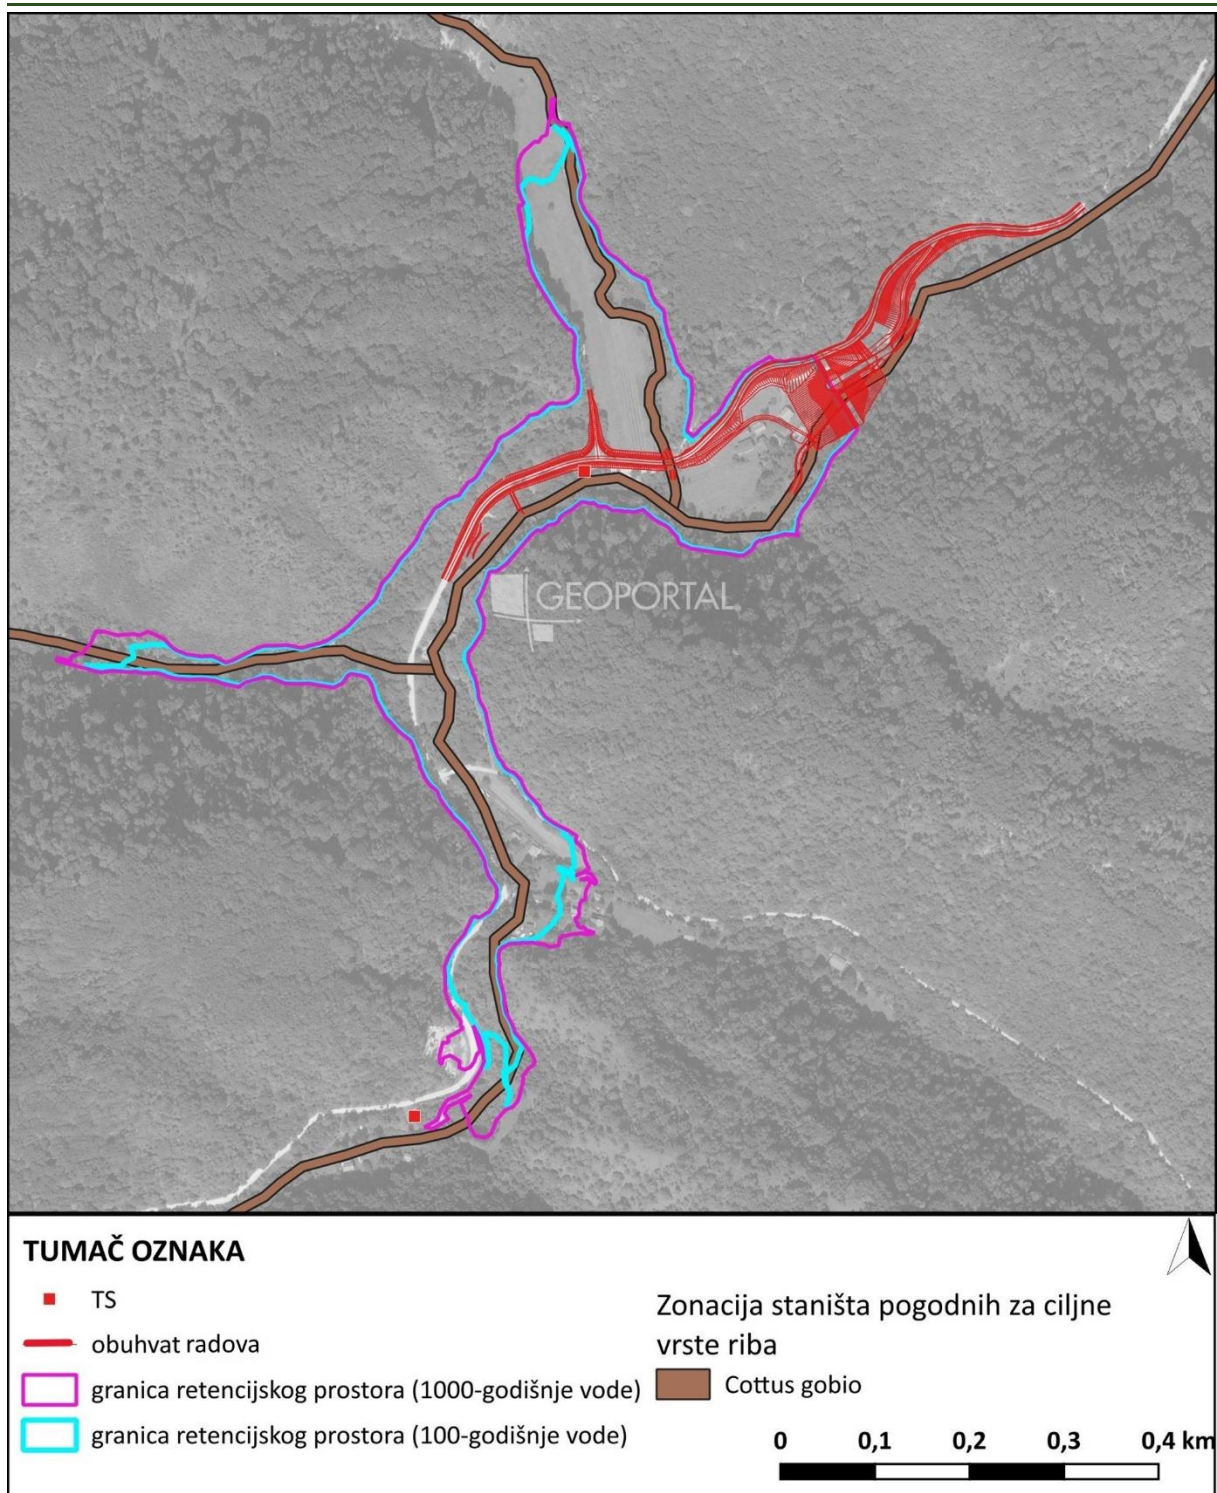 GEOPORTAL
TUMAČ OZNAKA
TS
obuhvat radova
granica retencijskog prostora (1000-godišnje vode)
granica retencijskog prostora (100-godišnje vode)
Zonacija staništa pogodnih za ciljne
vrste riba
Cottus gobio
0 0,1 0,2 0,3 0,4 km